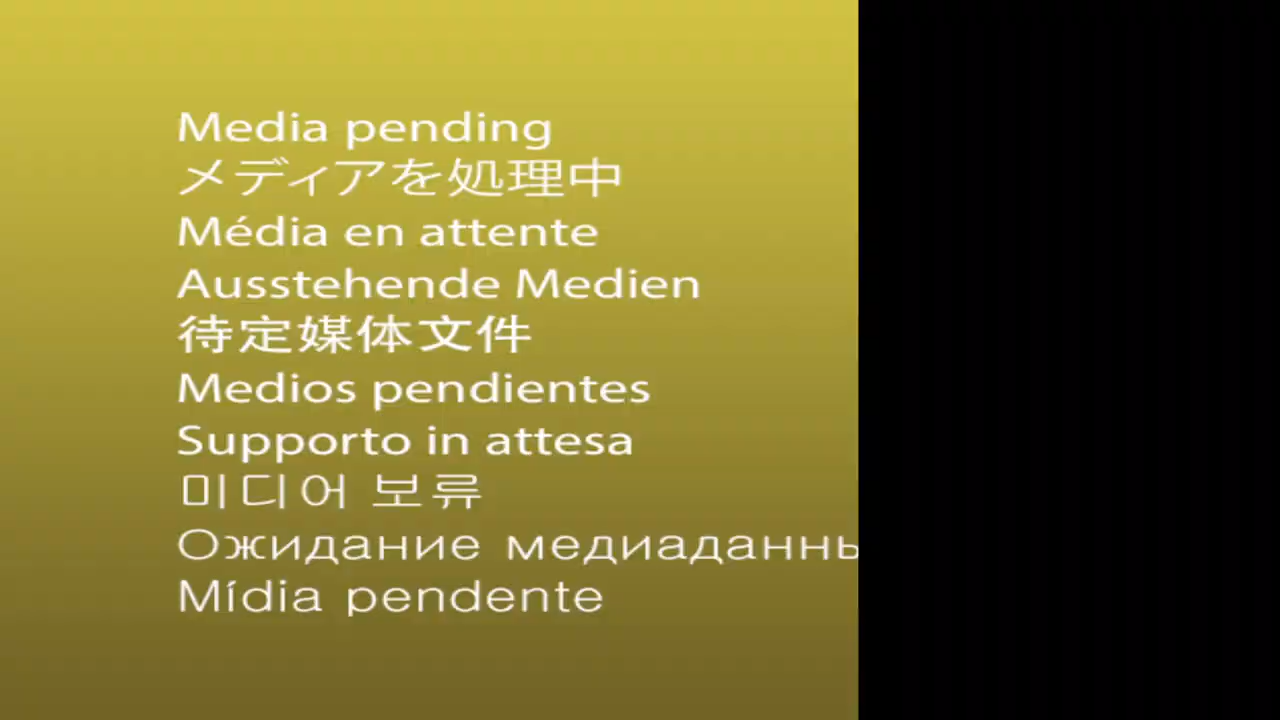 Media pending
メディアを処理中
Média en attente
Ausstehende Medien
待定媒体文件
Medios pendientes
Supporto in attesa
미디어 보류
Ожидание
Mídia pendente